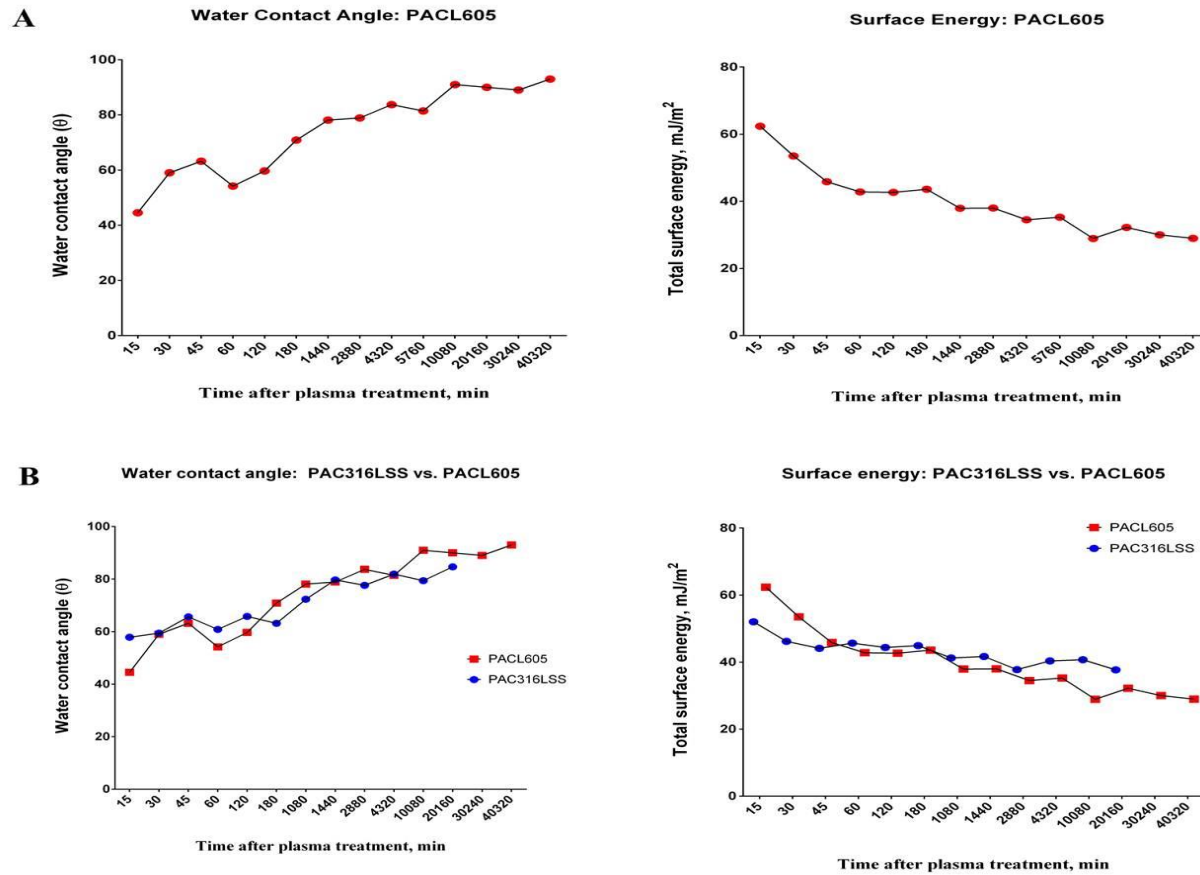 A
Water Contact Angle: PACL605
100
80
60
40
20
0
Water contact angle (θ)
15 30 45 60 120 180 1440 2880 4320 5760 10080 20160 30240 40320
Time after plasma treatment, min
Surface Energy: PACL605
80
60
40
20
0
Total surface energy, mJ/m²
15 30 45 60 120 180 1440 2880 4320 5760 10080 20160 30240 40320
Time after plasma treatment, min
B
Water contact angle: PAC316LSS vs. PACL605
100
80
60
40
20
0
Water contact angle (θ)
PACL605
PAC316LSS
15 30 45 60 120 180 1080 1440 2880 4320 10080 20160 30240 40320
Time after plasma treatment, min
Surface energy: PAC316LSS vs. PACL605
80
60
40
20
0
Total surface energy, mJ/m²
PACL605
PAC316LSS
15 30 45 60 120 180 1080 1440 2880 4320 10080 20160 30240 40320
Time after plasma treatment, min